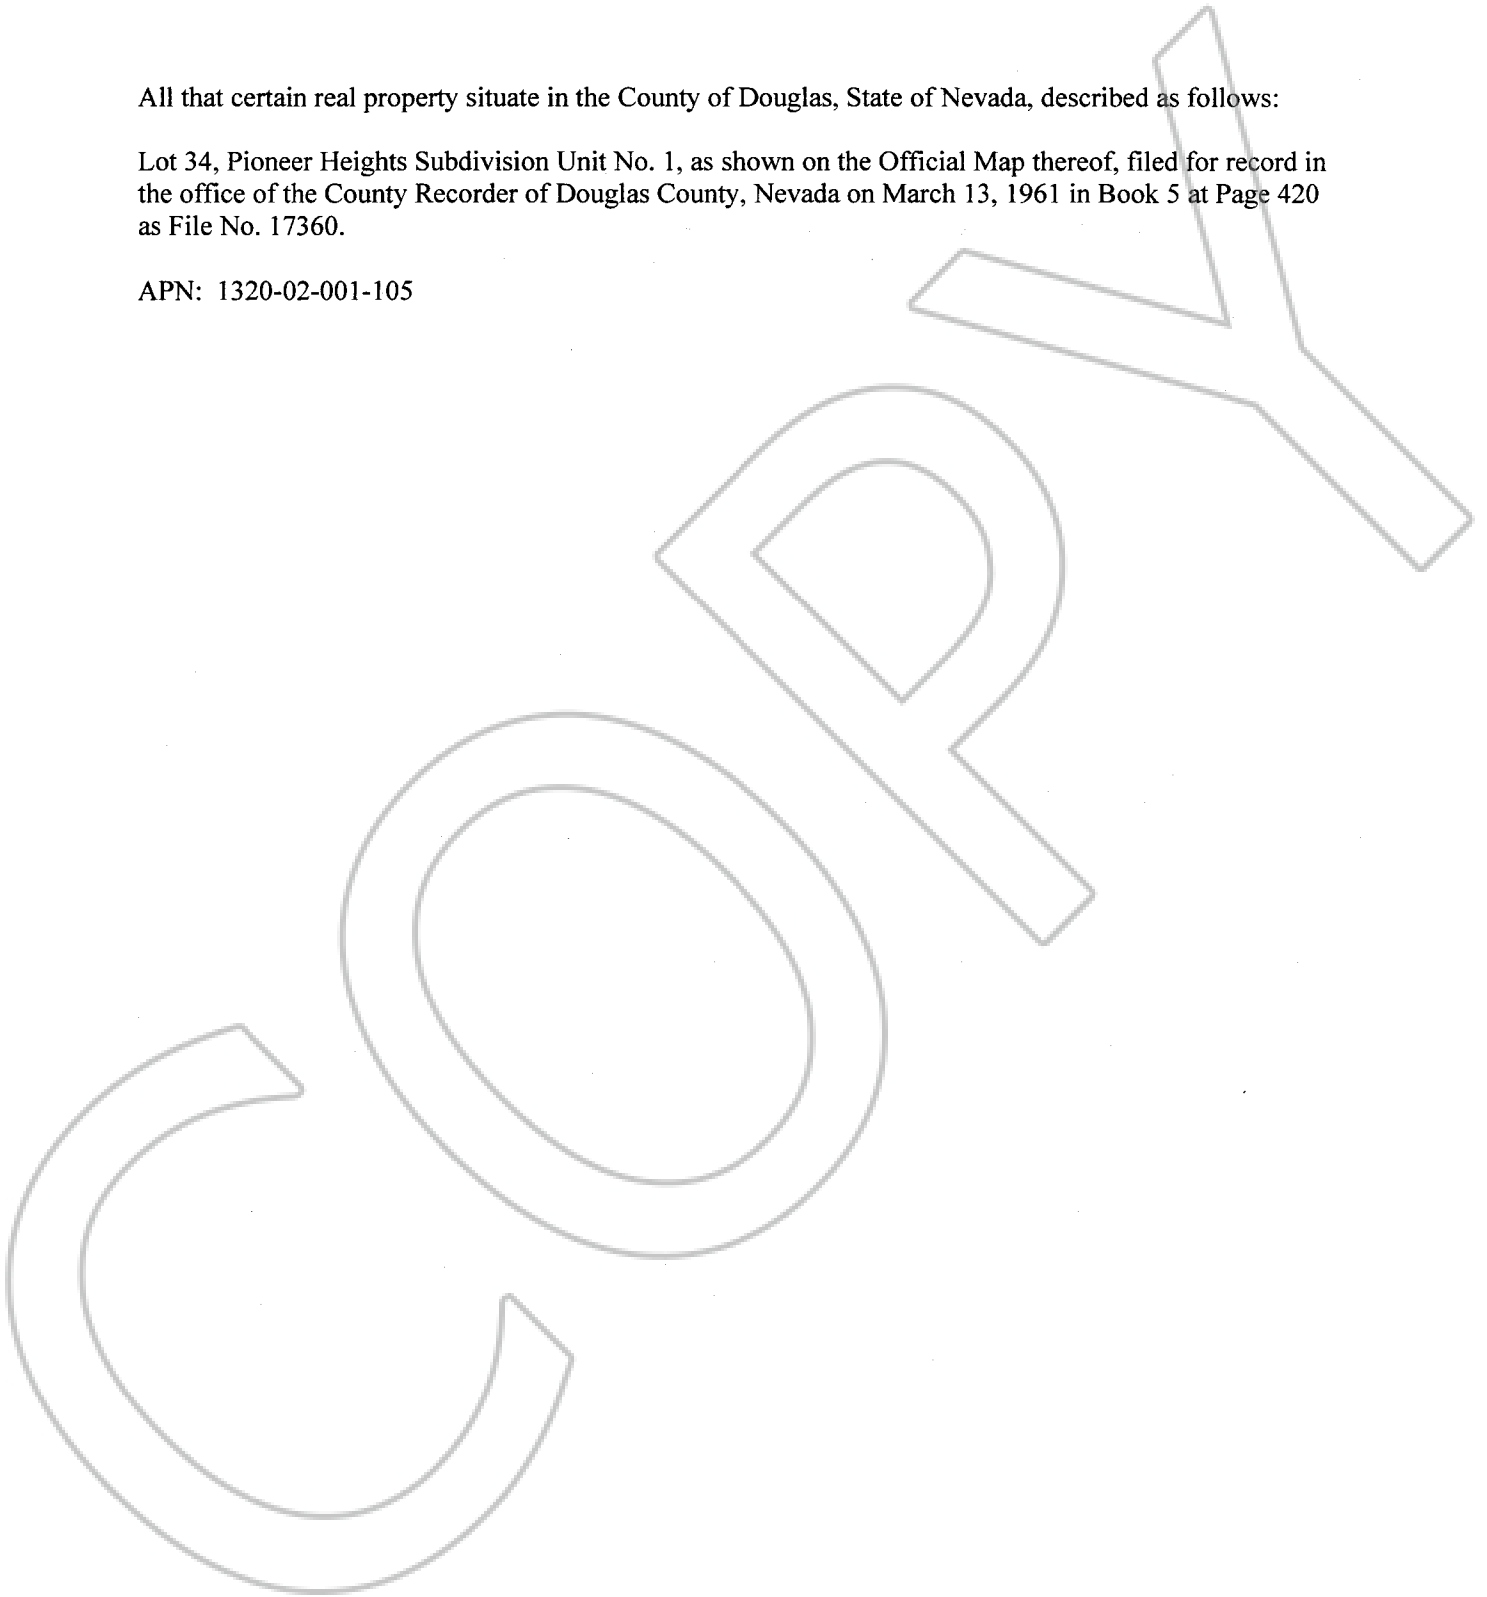 All that certain real property situate in the County of Douglas, State of Nevada, described as follows:
Lot 34, Pioneer Heights Subdivision Unit No. 1, as shown on the Official Map thereof, filed for record in
the office of the County Recorder of Douglas County, Nevada on March 13, 1961 in Book 5 at Page 420
as File No. 17360.
APN: 1320-02-001-105
COPY